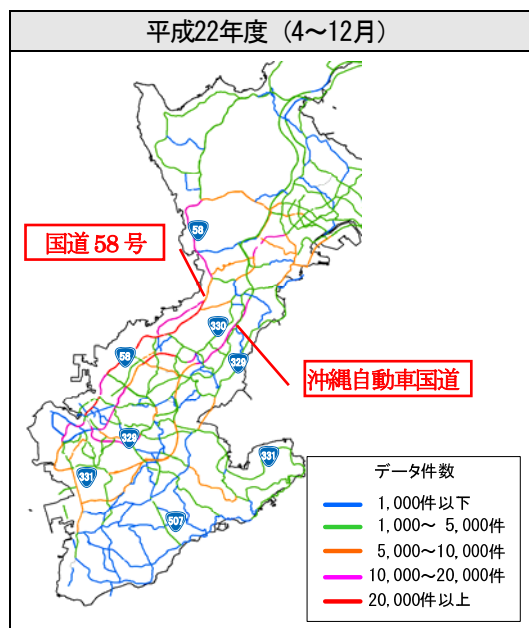 平成22年度（4～12月）
58
国道58号
330
58
329
沖縄自動車国道
329
331
331
507
データ件数
1,000件以下
1,000～ 5,000件
5,000～10,000件
10,000～20,000件
20,000件以上